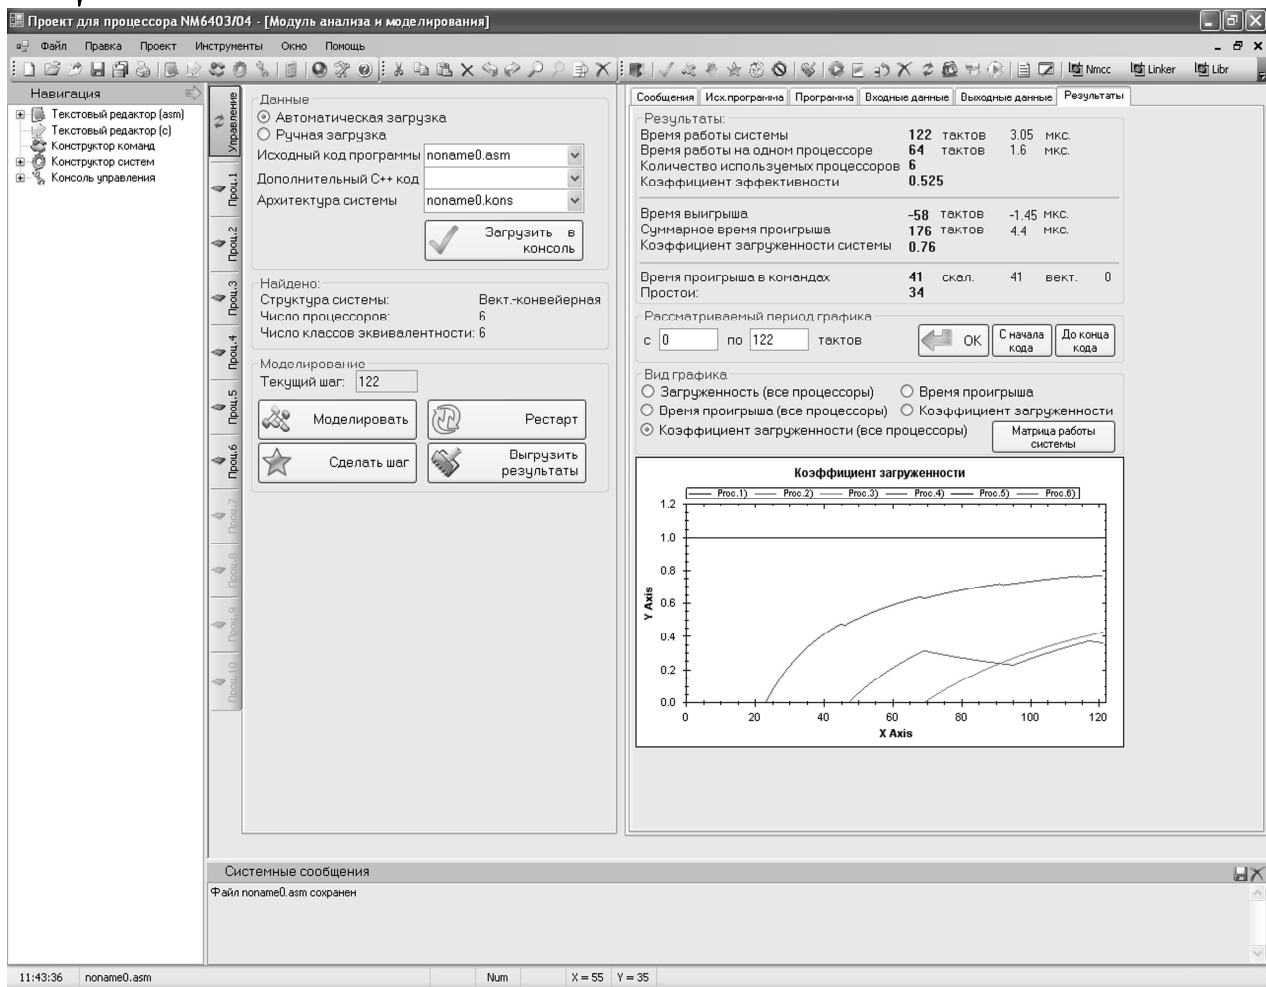 Проект для процессора NM6403/04 - [Модуль анализа и моделирования]
Файл Правка Проект Инструменты Окно Помощь
Nmcc Linker Libr
Навигация
Текстовый редактор (asm)
Текстовый редактор (c)
Конструктор команд
Конструктор систем
Консоль управления
Управление
Проц.1
Проц.2
Проц.3
Проц.4
Проц.5
Проц.6
Проц.7
Проц.8
Проц.9
Проц.10
Данные
Автоматическая загрузка
Ручная загрузка
Исходный код программы noname0.asm
Дополнительный C++ код
Архитектура системы noname0.kons
Загрузить в
консоль
Найдено:
Структура системы: Вект.-конвейерная
Число процессоров: 6
Число классов эквивалентности: 6
Моделирование
Текущий шаг: 122
Моделировать Рестарт
Сделать шаг Выгрузить
результаты
Сообщения Исх.программа Программа Входные данные Выходные данные Результаты
Результаты:
Время работы системы 122 тактов 3.05 мкс.
Время работы на одном процессоре 64 тактов 1.6 мкс.
Количество используемых процессоров 6
Коэффициент эффективности 0.525
Время выигрыша -58 тактов -1.45 мкс.
Суммарное время проигрыша 176 тактов 4.4 мкс.
Коэффициент загруженности системы 0.76
Время проигрыша в командах 41 скал. 41 вект. 0
Простои: 34
Рассматриваемый период графика
с 0 по 122 тактов OK С начала
кода До конца
кода
Вид графика
Загруженность (все процессоры) Время проигрыша
Время проигрыша (все процессоры) Коэффициент загруженности
Коэффициент загруженности (все процессоры) Матрица работы
системы
Коэффициент загруженности
Proc.1) Proc.2) Proc.3) Proc.4) Proc.5) Proc.6)
1.2
1.0
0.8
0.6
0.4
0.2
0.0
Y Axis
0 20 40 60 80 100 120
X Axis
Системные сообщения
Файл noname0.asm сохранен
11:43:36 noname0.asm Num X = 55 Y = 35